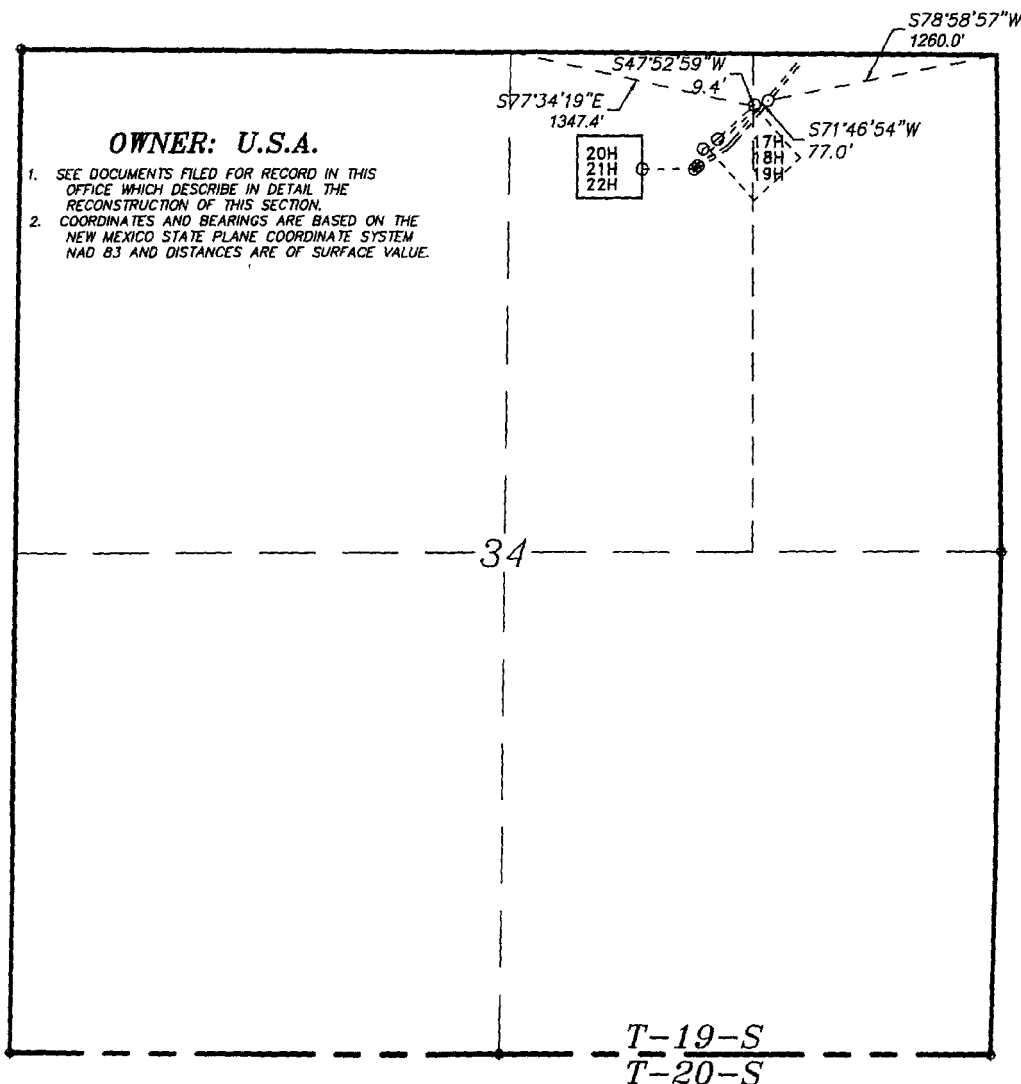 S78°58'57"W
1260.0'
S47°52'59"W
9.4'
S77°34'19"E
1347.4'
S71°46'54"W
77.0'
OWNER: U.S.A.
1. SEE DOCUMENTS FILED FOR RECORD IN THIS
OFFICE WHICH DESCRIBE IN DETAIL THE
RECONSTRUCTION OF THIS SECTION.
2. COORDINATES AND BEARINGS ARE BASED ON THE
NEW MEXICO STATE PLANE COORDINATE SYSTEM
NAD 83 AND DISTANCES ARE OF SURFACE VALUE.
20H
21H
22H
17H
18H
19H
34
T-19-S
T-20-S